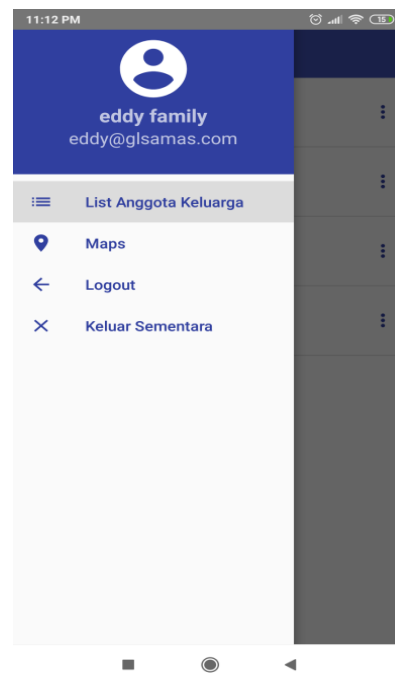 11:12 PM
15
eddy family
eddy@glsamas.com
List Anggota Keluarga
Maps
Logout
Keluar Sementara